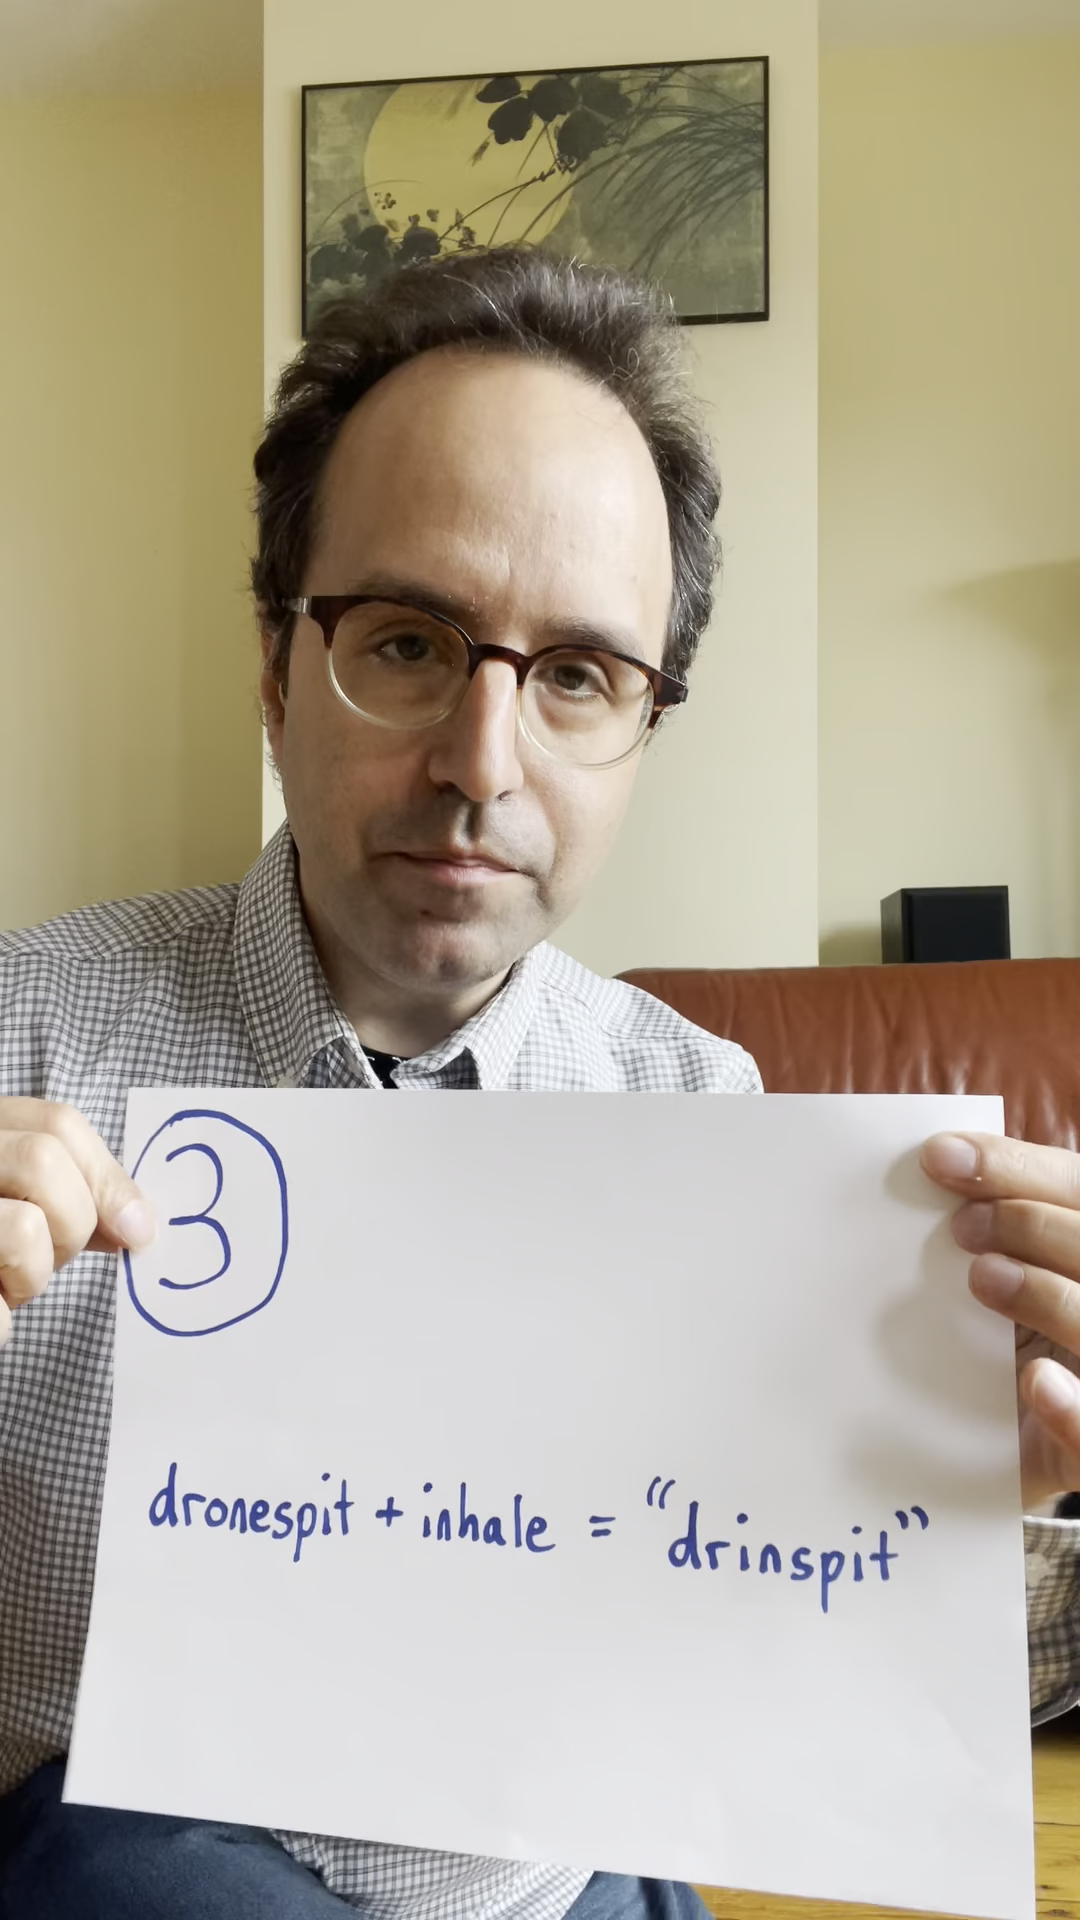 3
dronespit + inhale = "drinspit"